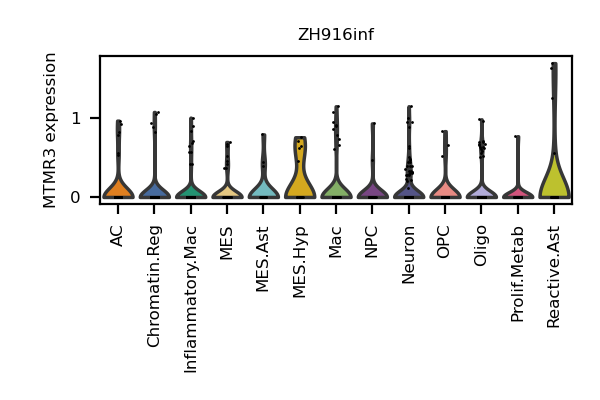 ZH916inf
MTMR3 expression
1
0
AC
Chromatin.Reg
Inflammatory.Mac
MES
MES.Ast
MES.Hyp
Mac
NPC
Neuron
OPC
Oligo
Prolif.Metab
Reactive.Ast